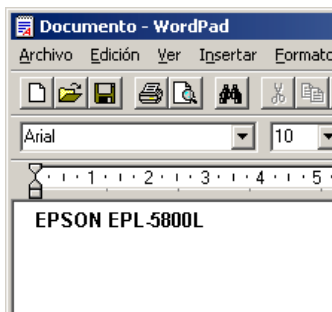 Documento - WordPad
Archivo Edición Ver Insertar Formato
Arial 10
1 2 3 4 5
EPSON EPL-5800L